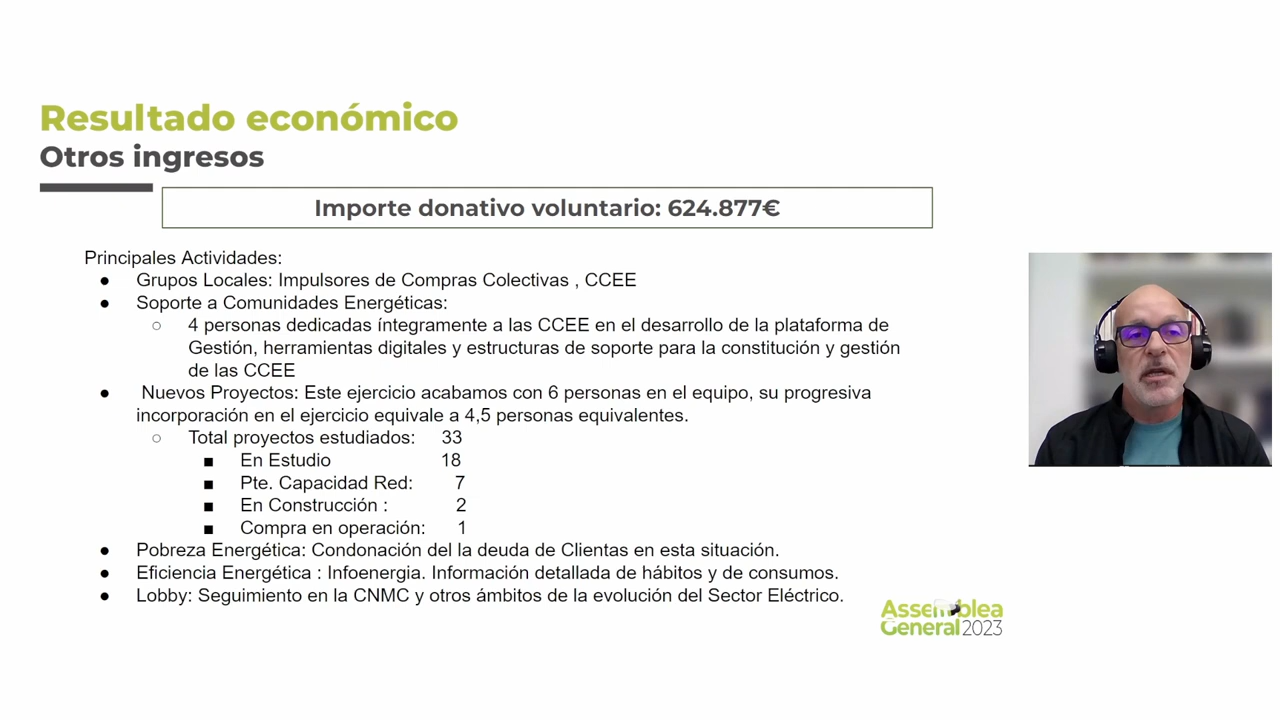 Resultado económico
Otros ingresos
Importe donativo voluntario: 624.877€
Principales Actividades:
● Grupos Locales: Impulsores de Compras Colectivas , CCEE
● Soporte a Comunidades Energéticas:
○ 4 personas dedicadas íntegramente a las CCEE en el desarrollo de la plataforma de
Gestión, herramientas digitales y estructuras de soporte para la constitución y gestión
de las CCEE
● Nuevos Proyectos: Este ejercicio acabamos con 6 personas en el equipo, su progresiva
incorporación en el ejercicio equivale a 4,5 personas equivalentes.
○ Total proyectos estudiados: 33
■ En Estudio 18
■ Pte. Capacidad Red: 7
■ En Construcción : 2
■ Compra en operación: 1
● Pobreza Energética: Condonación del la deuda de Clientas en esta situación.
● Eficiencia Energética : Infoenergia. Información detallada de hábitos y de consumos.
● Lobby: Seguimiento en la CNMC y otros ámbitos de la evolución del Sector Eléctrico.
Assemblea
General 2023